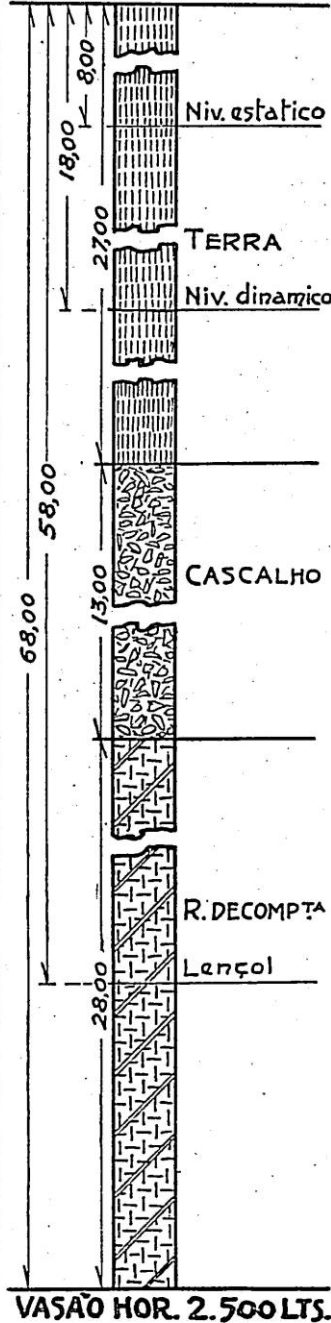 8,00
Niv. estatico
18,00
27,00
TERRA
Niv. dinamico
58,00
CASCALHO
13,00
68,00
R. DECOMPTA
Lençol
28,00
VASÃO HOR. 2.500 LTS.